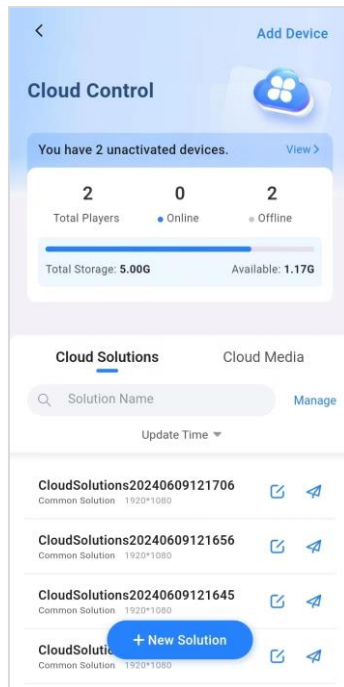 Add Device
Cloud Control
You have 2 unactivated devices. View >
2 0 2
Total Players Online Offline
Total Storage: 5.00G Available: 1.17G
Cloud Solutions Cloud Media
Solution Name Manage
Update Time
CloudSolutions20240609121706
Common Solution 1920*1080
CloudSolutions20240609121656
Common Solution 1920*1080
CloudSolutions20240609121645
Common Solution 1920*1080
CloudSolutio
+ New Solution
Common Solution 1920*1080